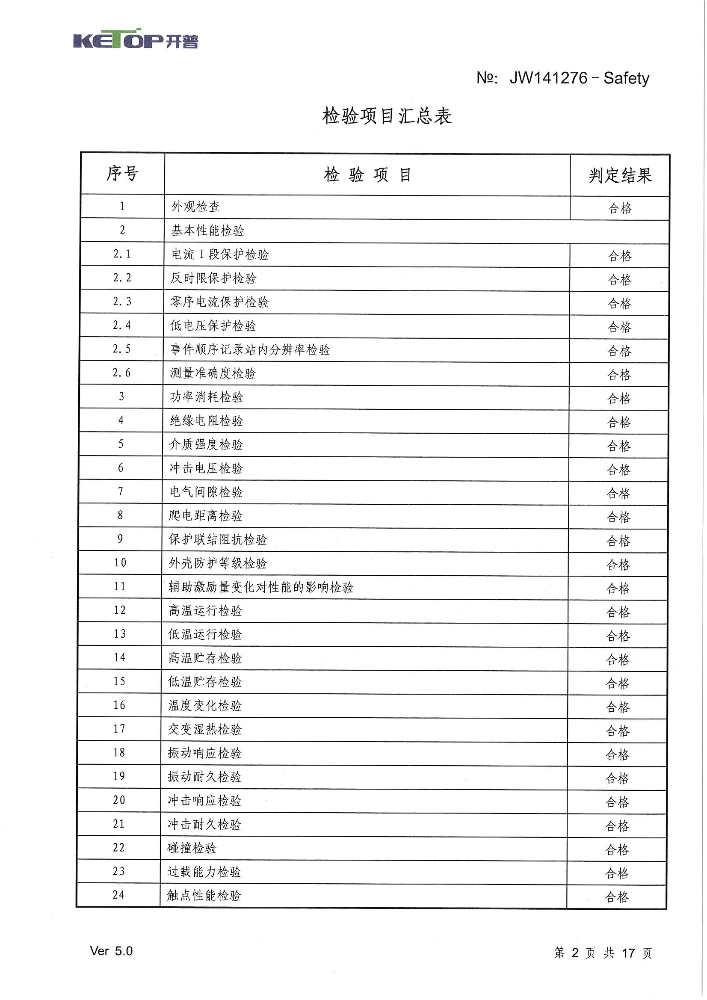 KETOP开普
№： JW141276－Safety
检验项目汇总表
序号 检 验 项 目 判定结果
1 外观检查 合格
2 基本性能检验
2.1 电流 I 段保护检验 合格
2.2 反时限保护检验 合格
2.3 零序电流保护检验 合格
2.4 低电压保护检验 合格
2.5 事件顺序记录站内分辨率检验 合格
2.6 测量准确度检验 合格
3 功率消耗检验 合格
4 绝缘电阻检验 合格
5 介质强度检验 合格
6 冲击电压检验 合格
7 电气间隙检验 合格
8 爬电距离检验 合格
9 保护联结阻抗检验 合格
10 外壳防护等级检验 合格
11 辅助激励量变化对性能的影响检验 合格
12 高温运行检验 合格
13 低温运行检验 合格
14 高温贮存检验 合格
15 低温贮存检验 合格
16 温度变化检验 合格
17 交变湿热检验 合格
18 振动响应检验 合格
19 振动耐久检验 合格
20 冲击响应检验 合格
21 冲击耐久检验 合格
22 碰撞检验 合格
23 过载能力检验 合格
24 触点性能检验 合格
Ver 5.0 第 2 页 共 17 页